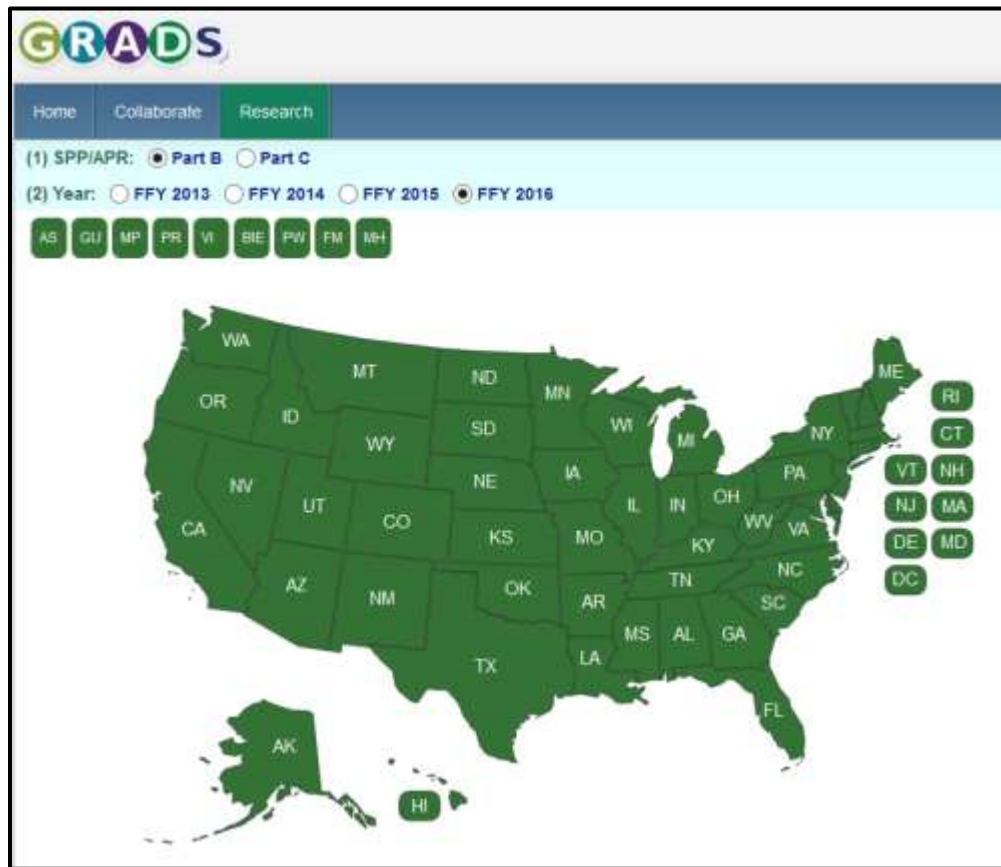 GRADS
Home Collaborate Research
(1) SPP/APR: Part B Part C
(2) Year: FFY 2013 FFY 2014 FFY 2015 FFY 2016
AS GU MP PR VI BIE PW FM MH
WA
MT
ND
ME
MN
OR
RI
ID
SD
WI
NY
CT
MI
WY
VT NH
NE
IA
PA
NV
OH
UT
IL
IN
NJ MA
CO
WV
VA
CA
KS
MO
KY
DE MD
NC
TN
DC
AZ
NM
OK
AR
SC
MS
AL
GA
LA
TX
FL
AK
HI